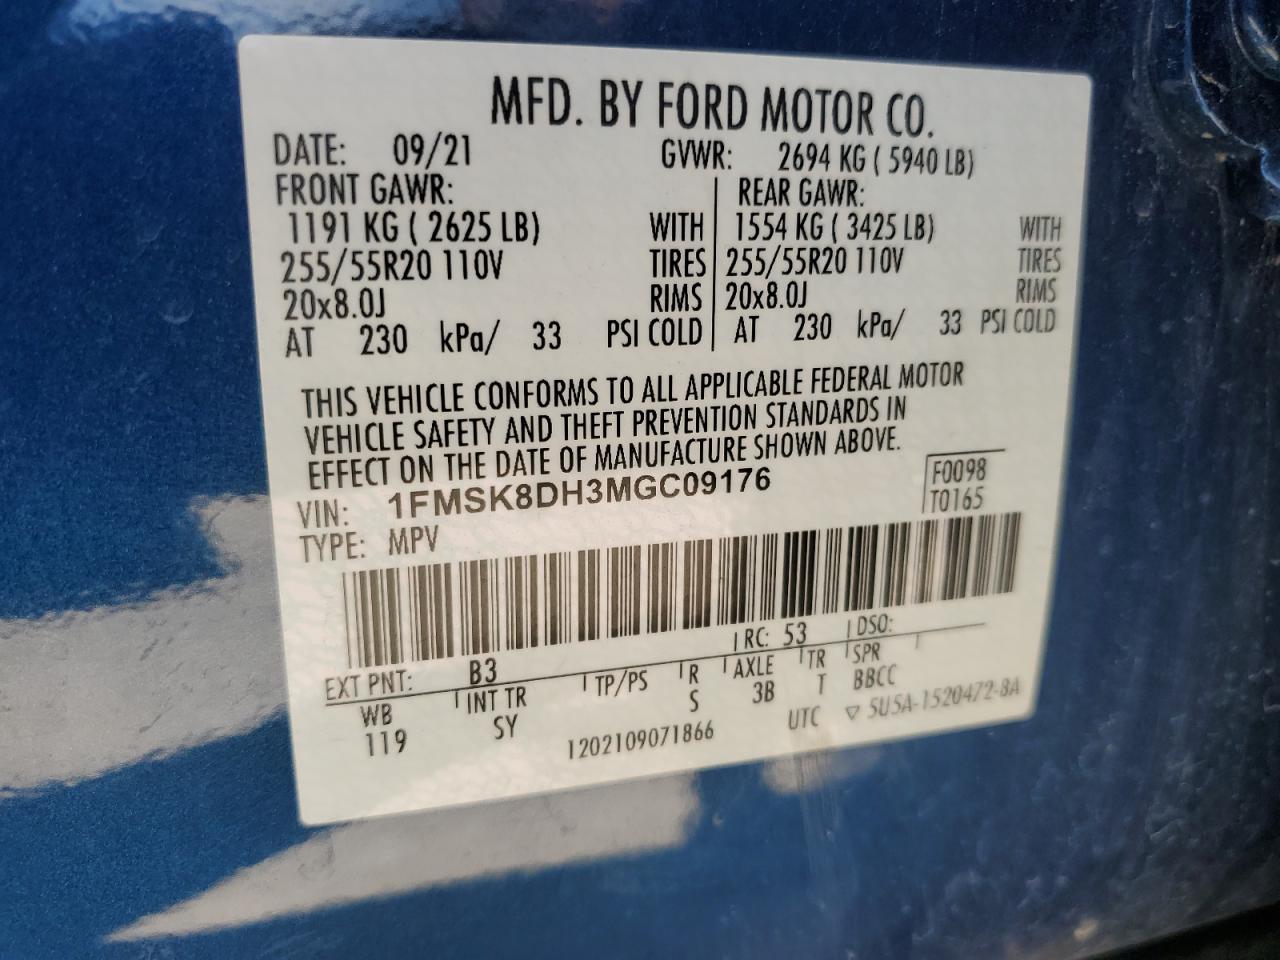 MFD. BY FORD MOTOR CO.
DATE: 09/21 GVWR: 2694 KG ( 5940 LB)
FRONT GAWR: REAR GAWR:
1191 KG ( 2625 LB) WITH 1554 KG ( 3425 LB) WITH
255/55R20 110V TIRES 255/55R20 110V TIRES
20x8.0J RIMS 20x8.0J RIMS
AT 230 kPa/ 33 PSI COLD AT 230 kPa/ 33 PSI COLD
THIS VEHICLE CONFORMS TO ALL APPLICABLE FEDERAL MOTOR
VEHICLE SAFETY AND THEFT PREVENTION STANDARDS IN
EFFECT ON THE DATE OF MANUFACTURE SHOWN ABOVE.
VIN: 1FMSK8DH3MGC09176 F0098
TYPE: MPV T0165
EXT PNT: B3 RC: 53 DSO:
WB INT TR TP/PS R AXLE TR SPR
119 SY S 3B T BBCC
1202109071866 UTC ▽ 5U5A-1520472-8A